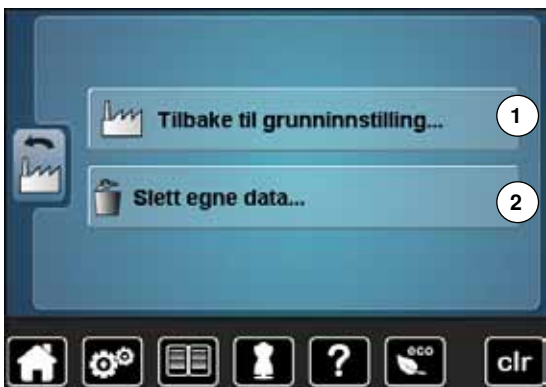 Tilbake til grunninnstilling...
1
Slett egne data...
2
?
eco
clr